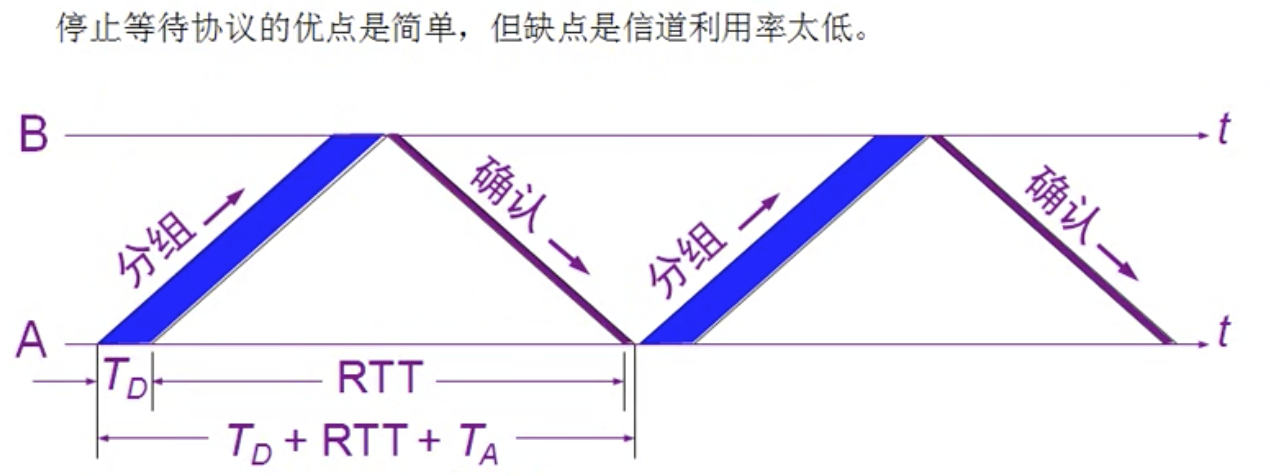 停止等待协议的优点是简单，但缺点是信道利用率太低。
B
t
分组
确认
分组
确认
A
t
T_D
RTT
T_D + RTT + T_A